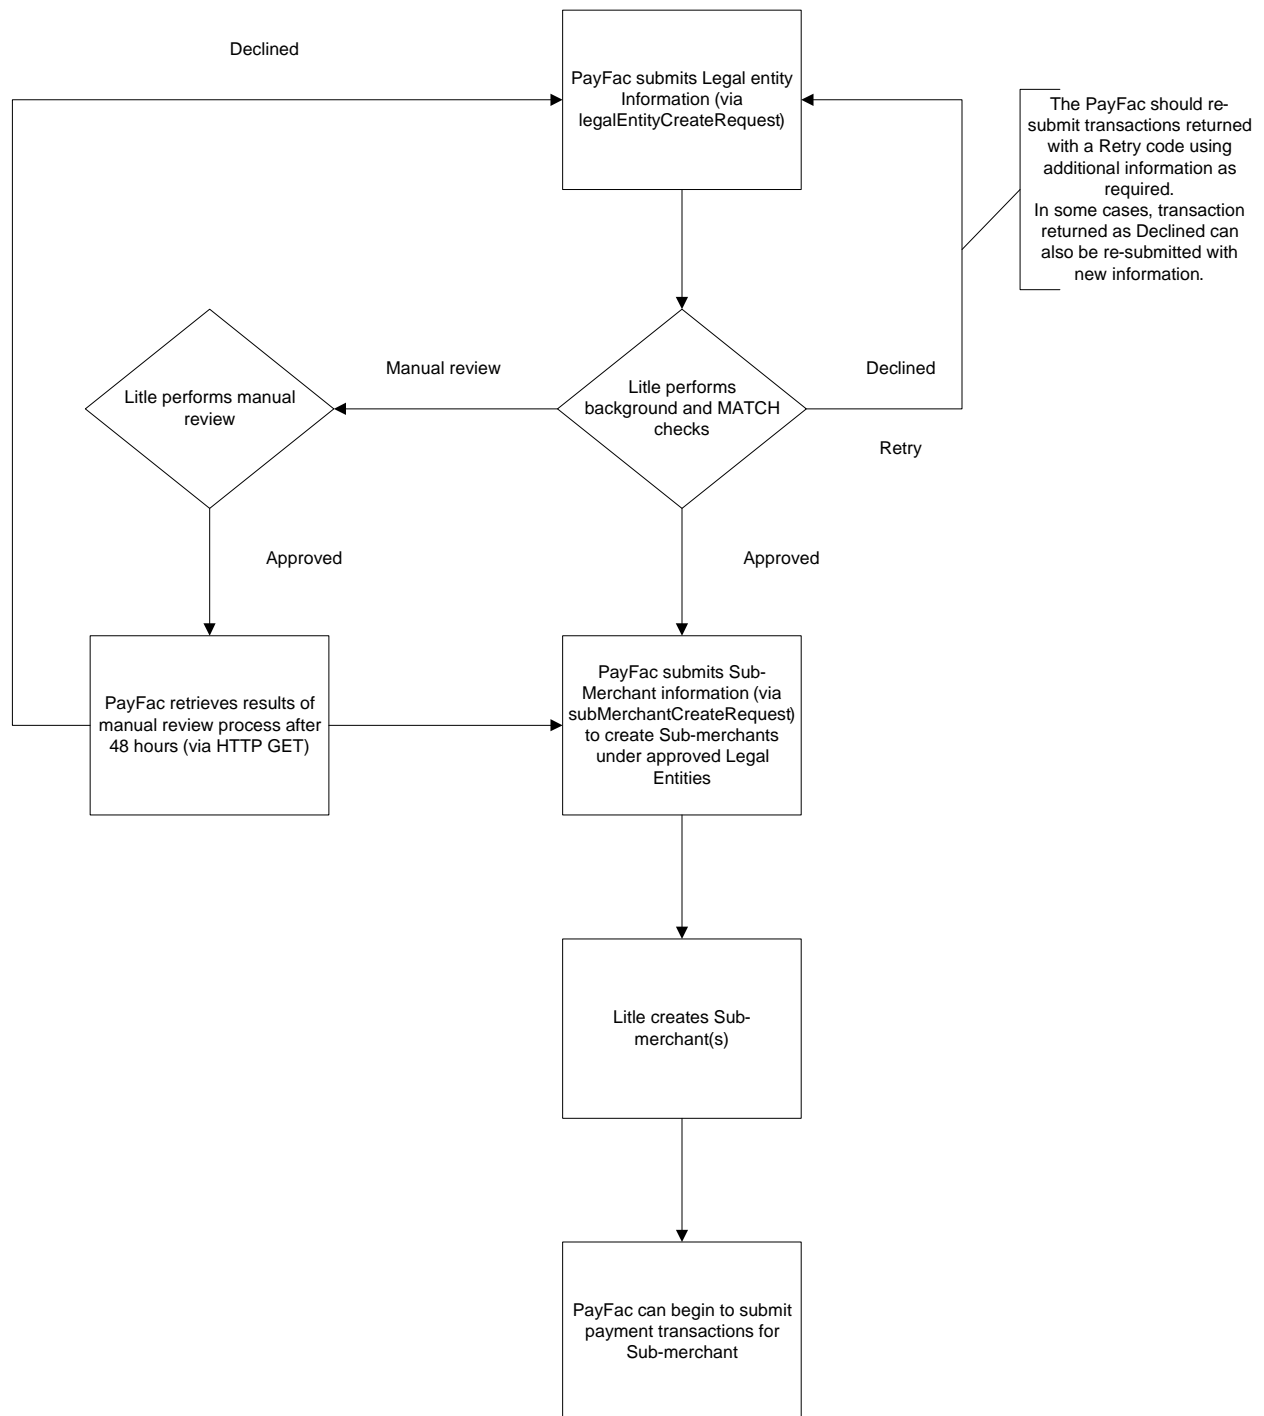 Declined
PayFac submits Legal entity
Information (via
legalEntityCreateRequest)
The PayFac should re-
submit transactions returned
with a Retry code using
additional information as
required.
In some cases, transaction
returned as Declined can
also be re-submitted with
new information.
Litle performs manual
review
Manual review
Litle performs
background and MATCH
checks
Declined
Retry
Approved
Approved
PayFac retrieves results of
manual review process after
48 hours (via HTTP GET)
PayFac submits Sub-
Merchant information (via
subMerchantCreateRequest)
to create Sub-merchants
under approved Legal
Entities
Litle creates Sub-
merchant(s)
PayFac can begin to submit
payment transactions for
Sub-merchant